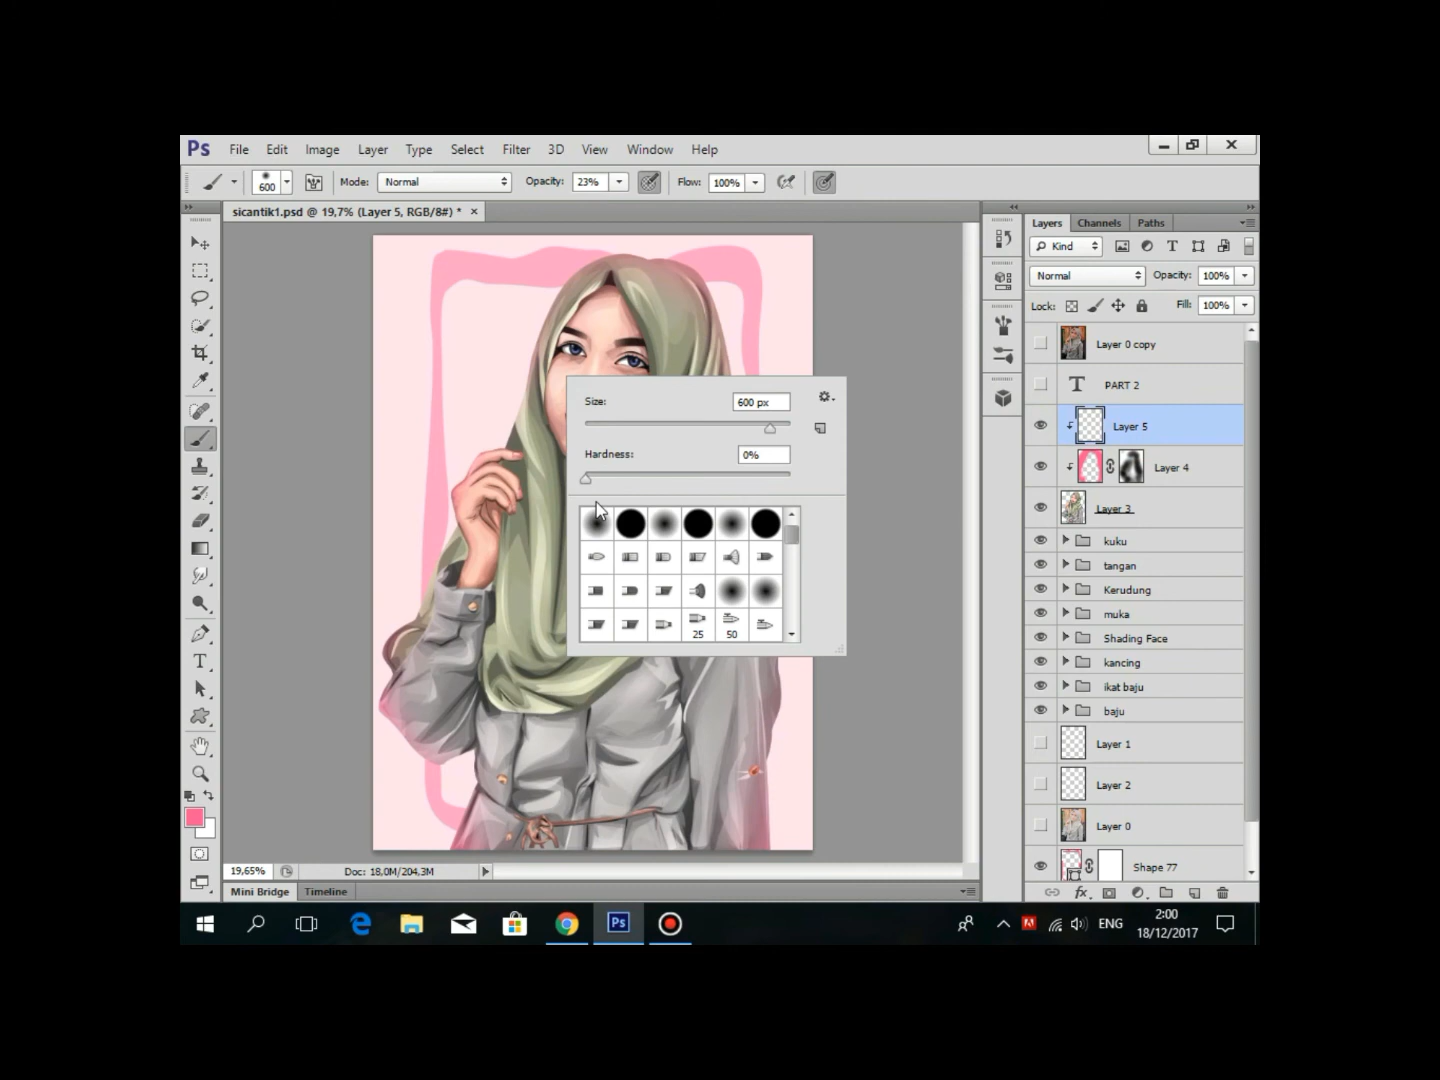 Ps File Edit Image Layer Type Select Filter 3D View Window Help
600 Mode: Normal Opacity: 23% Flow: 100%
sicantik1.psd @ 19,7% (Layer 5, RGB/8#) * ×
Layers Channels Paths
Kind
Normal Opacity: 100%
Lock: Fill: 100%
Layer 0 copy
PART 2
Layer 5
Layer 4
Layer 3
kuku
tangan
Kerudung
muka
Shading Face
kancing
ikat baju
baju
Layer 1
Layer 2
Layer 0
Shape 77
Size: 600 px
Hardness: 0%
25 50
19,65% Doc: 18,0M/204,3M
Mini Bridge Timeline
fx
Ps
ENG
2:00
18/12/2017